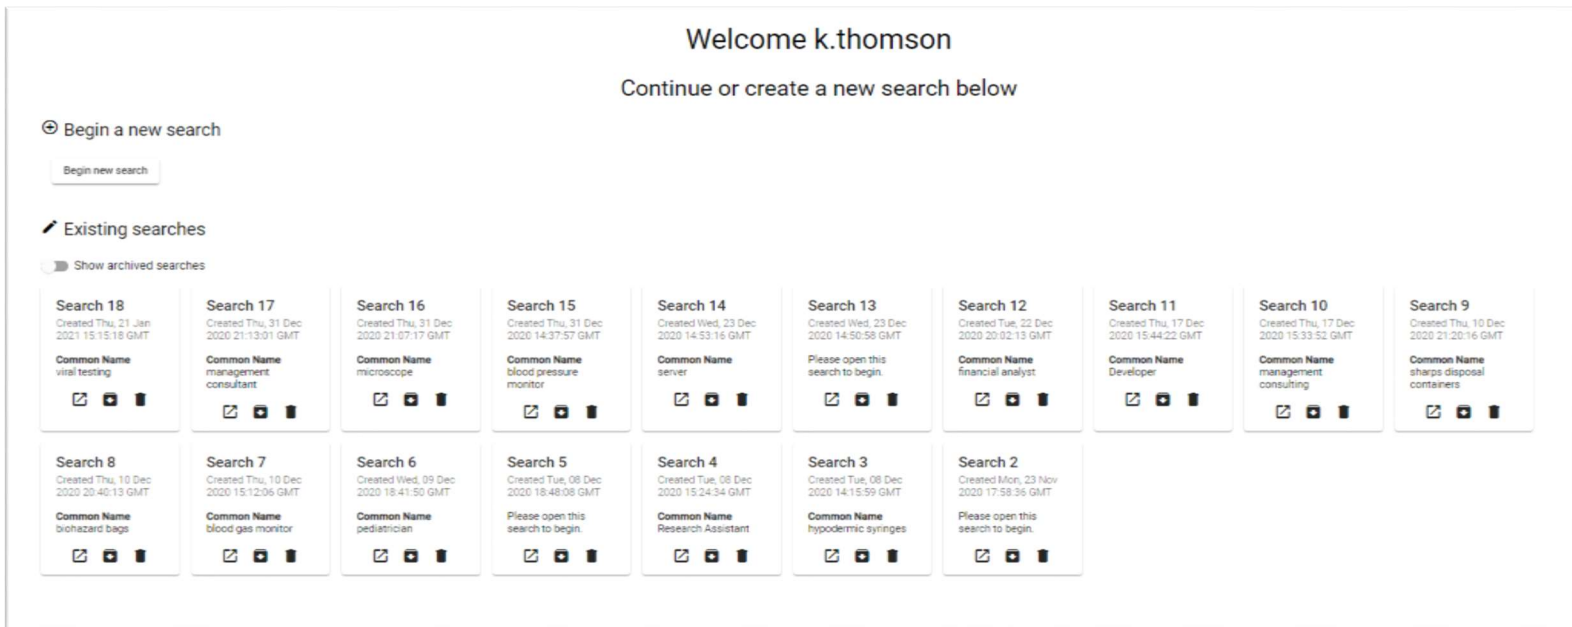 Welcome k.thomson
Continue or create a new search below
Begin a new search
Begin new search
Existing searches
Show archived searches
Search 18
Created Thu, 21 Jan
2021 15:15:18 GMT
Common Name
viral testing
Search 17
Created Thu, 31 Dec
2020 21:13:01 GMT
Common Name
management
consultant
Search 16
Created Thu, 31 Dec
2020 21:07:17 GMT
Common Name
microscope
Search 15
Created Thu, 31 Dec
2020 14:37:57 GMT
Common Name
blood pressure
monitor
Search 14
Created Wed, 23 Dec
2020 14:53:16 GMT
Common Name
server
Search 13
Created Wed, 23 Dec
2020 14:50:58 GMT
Please open this
search to begin.
Search 12
Created Tue, 22 Dec
2020 20:02:13 GMT
Common Name
financial analyst
Search 11
Created Thu, 17 Dec
2020 15:44:22 GMT
Common Name
Developer
Search 10
Created Thu, 17 Dec
2020 15:33:52 GMT
Common Name
management
consulting
Search 9
Created Thu, 10 Dec
2020 21:20:16 GMT
Common Name
sharps disposal
containers
Search 8
Created Thu, 10 Dec
2020 20:40:13 GMT
Common Name
biohazard bags
Search 7
Created Thu, 10 Dec
2020 15:12:06 GMT
Common Name
blood gas monitor
Search 6
Created Wed, 09 Dec
2020 18:41:50 GMT
Common Name
pediatrician
Search 5
Created Tue, 08 Dec
2020 18:48:08 GMT
Please open this
search to begin.
Search 4
Created Tue, 08 Dec
2020 15:24:34 GMT
Common Name
Research Assistant
Search 3
Created Tue, 08 Dec
2020 14:15:59 GMT
Common Name
hypodermic syringes
Search 2
Created Mon, 23 Nov
2020 17:58:36 GMT
Please open this
search to begin.